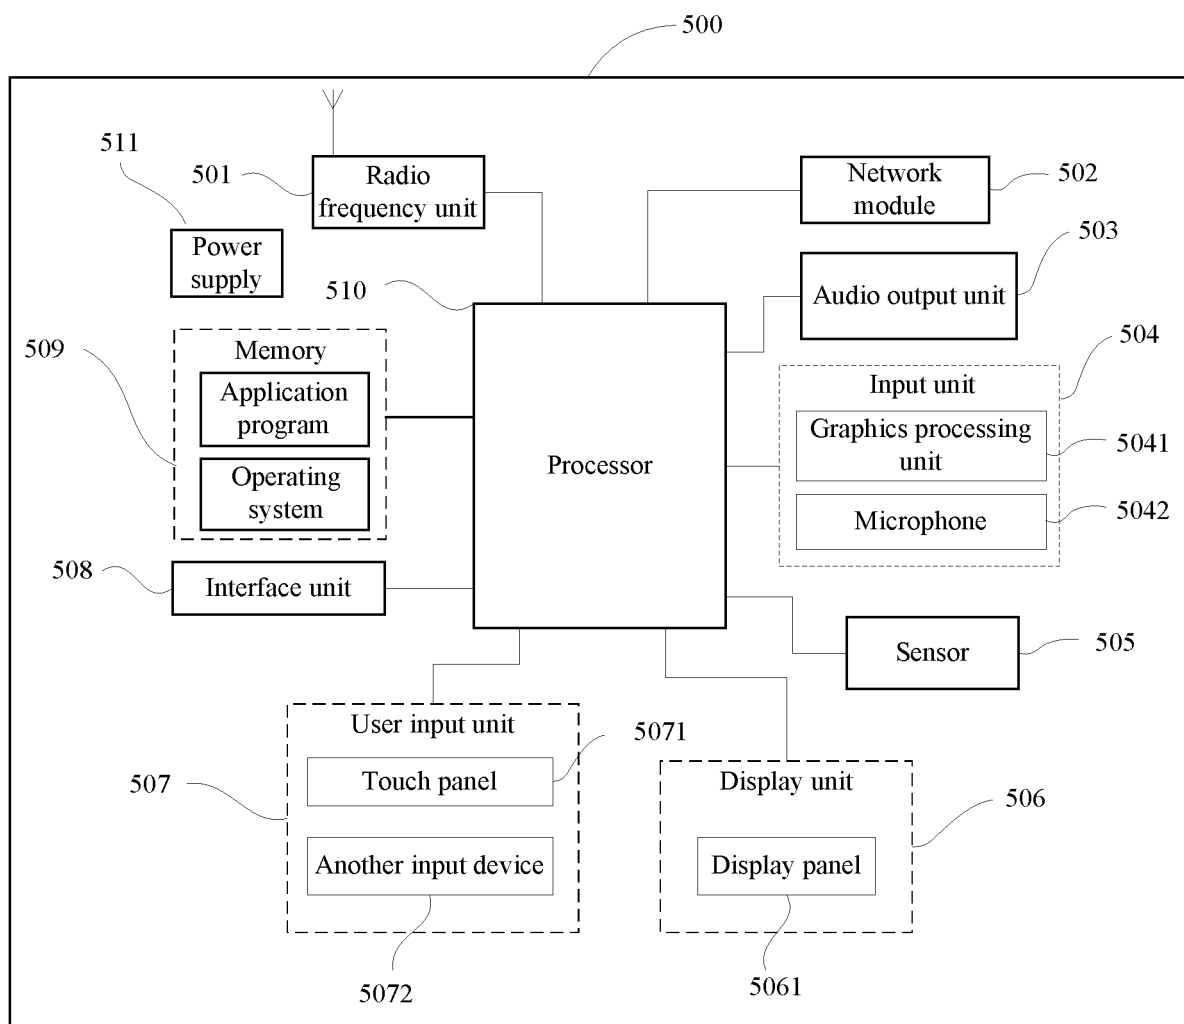 500
511
501
Radio
frequency unit
Network
module
502
Power
supply
510
Audio output unit
503
509
Memory
Application
program
Operating
system
Processor
504
Input unit
Graphics processing
unit
5041
Microphone
5042
508
Interface unit
Sensor
505
507
User input unit
5071
Touch panel
Another input device
5072
Display unit
506
Display panel
5061